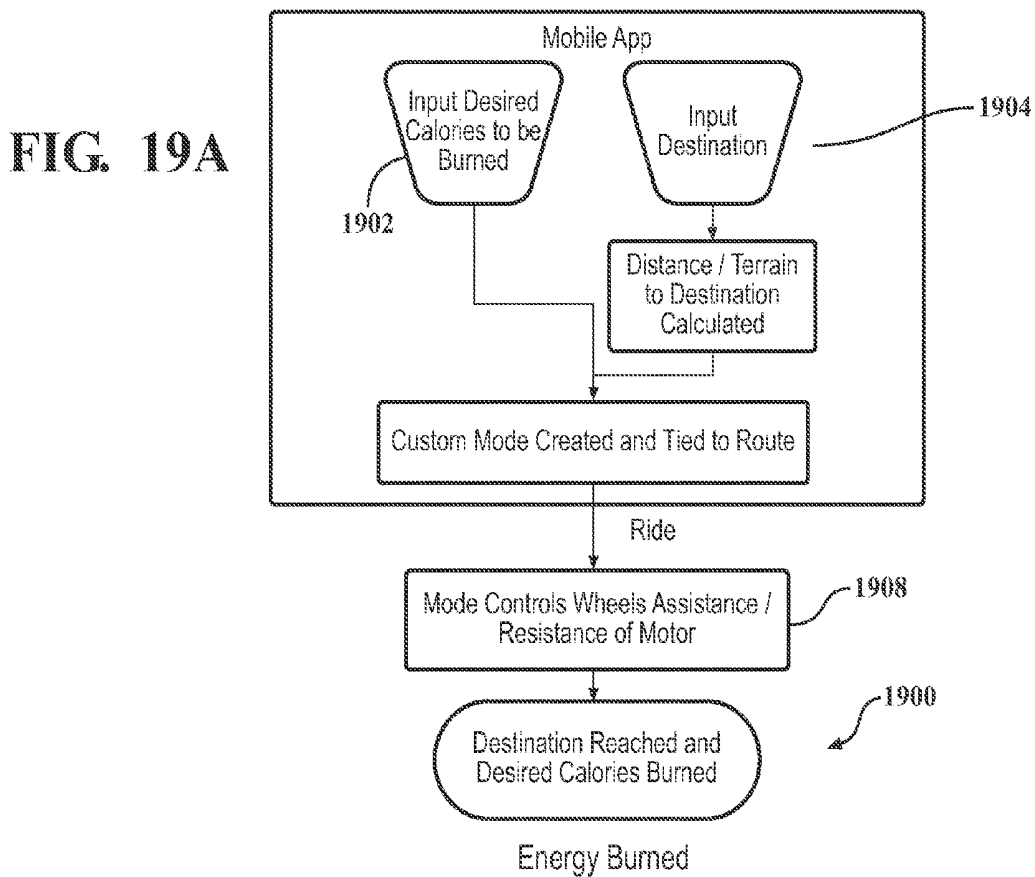 FIG. 19A
Mobile App
Input Desired
Calories to be
Burned
1902
Input
Destination
1904
Distance / Terrain
to Destination
Calculated
Custom Mode Created and Tied to Route
Ride
Mode Controls Wheels Assistance /
Resistance of Motor
1908
Destination Reached and
Desired Calories Burned
1900
Energy Burned